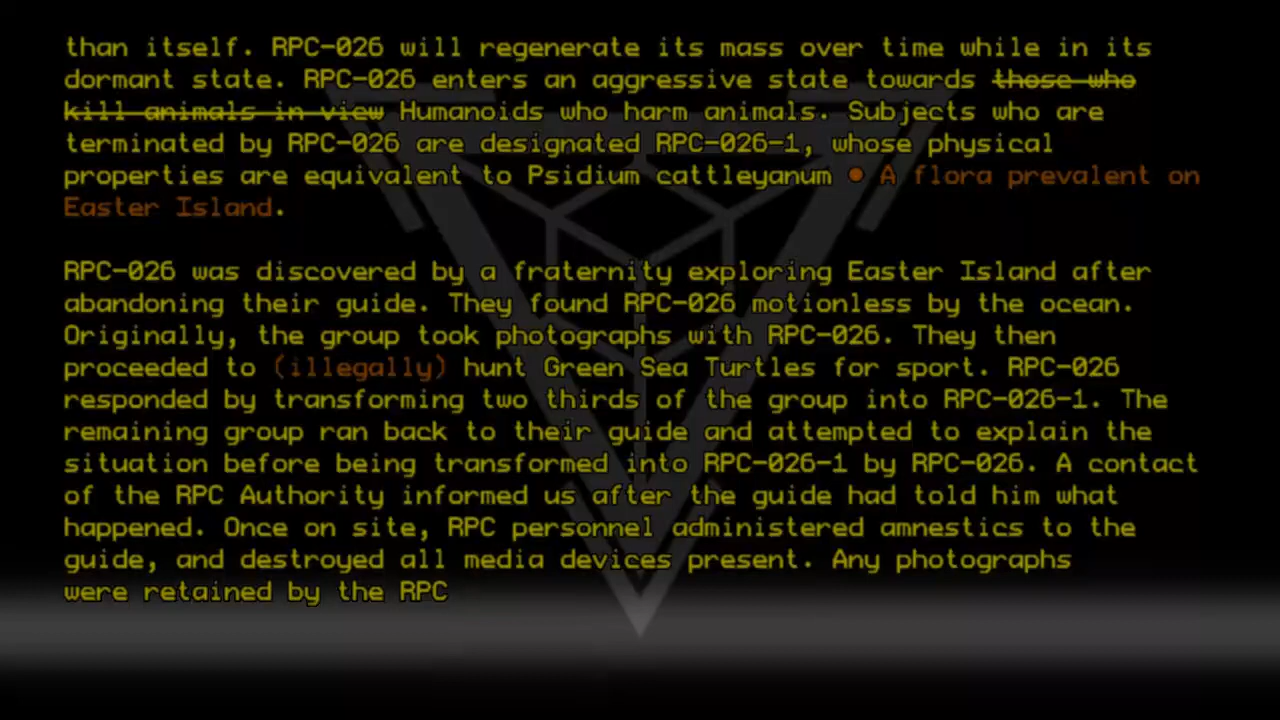 than itself. RPC-026 will regenerate its mass over time while in its
dormant state. RPC-026 enters an aggressive state towards those who
kill animals in view Humanoids who harm animals. Subjects who are
terminated by RPC-026 are designated RPC-026-1, whose physical
properties are equivalent to Psidium cattleyanum • A flora prevalent on
Easter Island.
RPC-026 was discovered by a fraternity exploring Easter Island after
abandoning their guide. They found RPC-026 motionless by the ocean.
Originally, the group took photographs with RPC-026. They then
proceeded to (illegally) hunt Green Sea Turtles for sport. RPC-026
responded by transforming two thirds of the group into RPC-026-1. The
remaining group ran back to their guide and attempted to explain the
situation before being transformed into RPC-026-1 by RPC-026. A contact
of the RPC Authority informed us after the guide had told him what
happened. Once on site, RPC personnel administered amnestics to the
guide, and destroyed all media devices present. Any photographs
were retained by the RPC